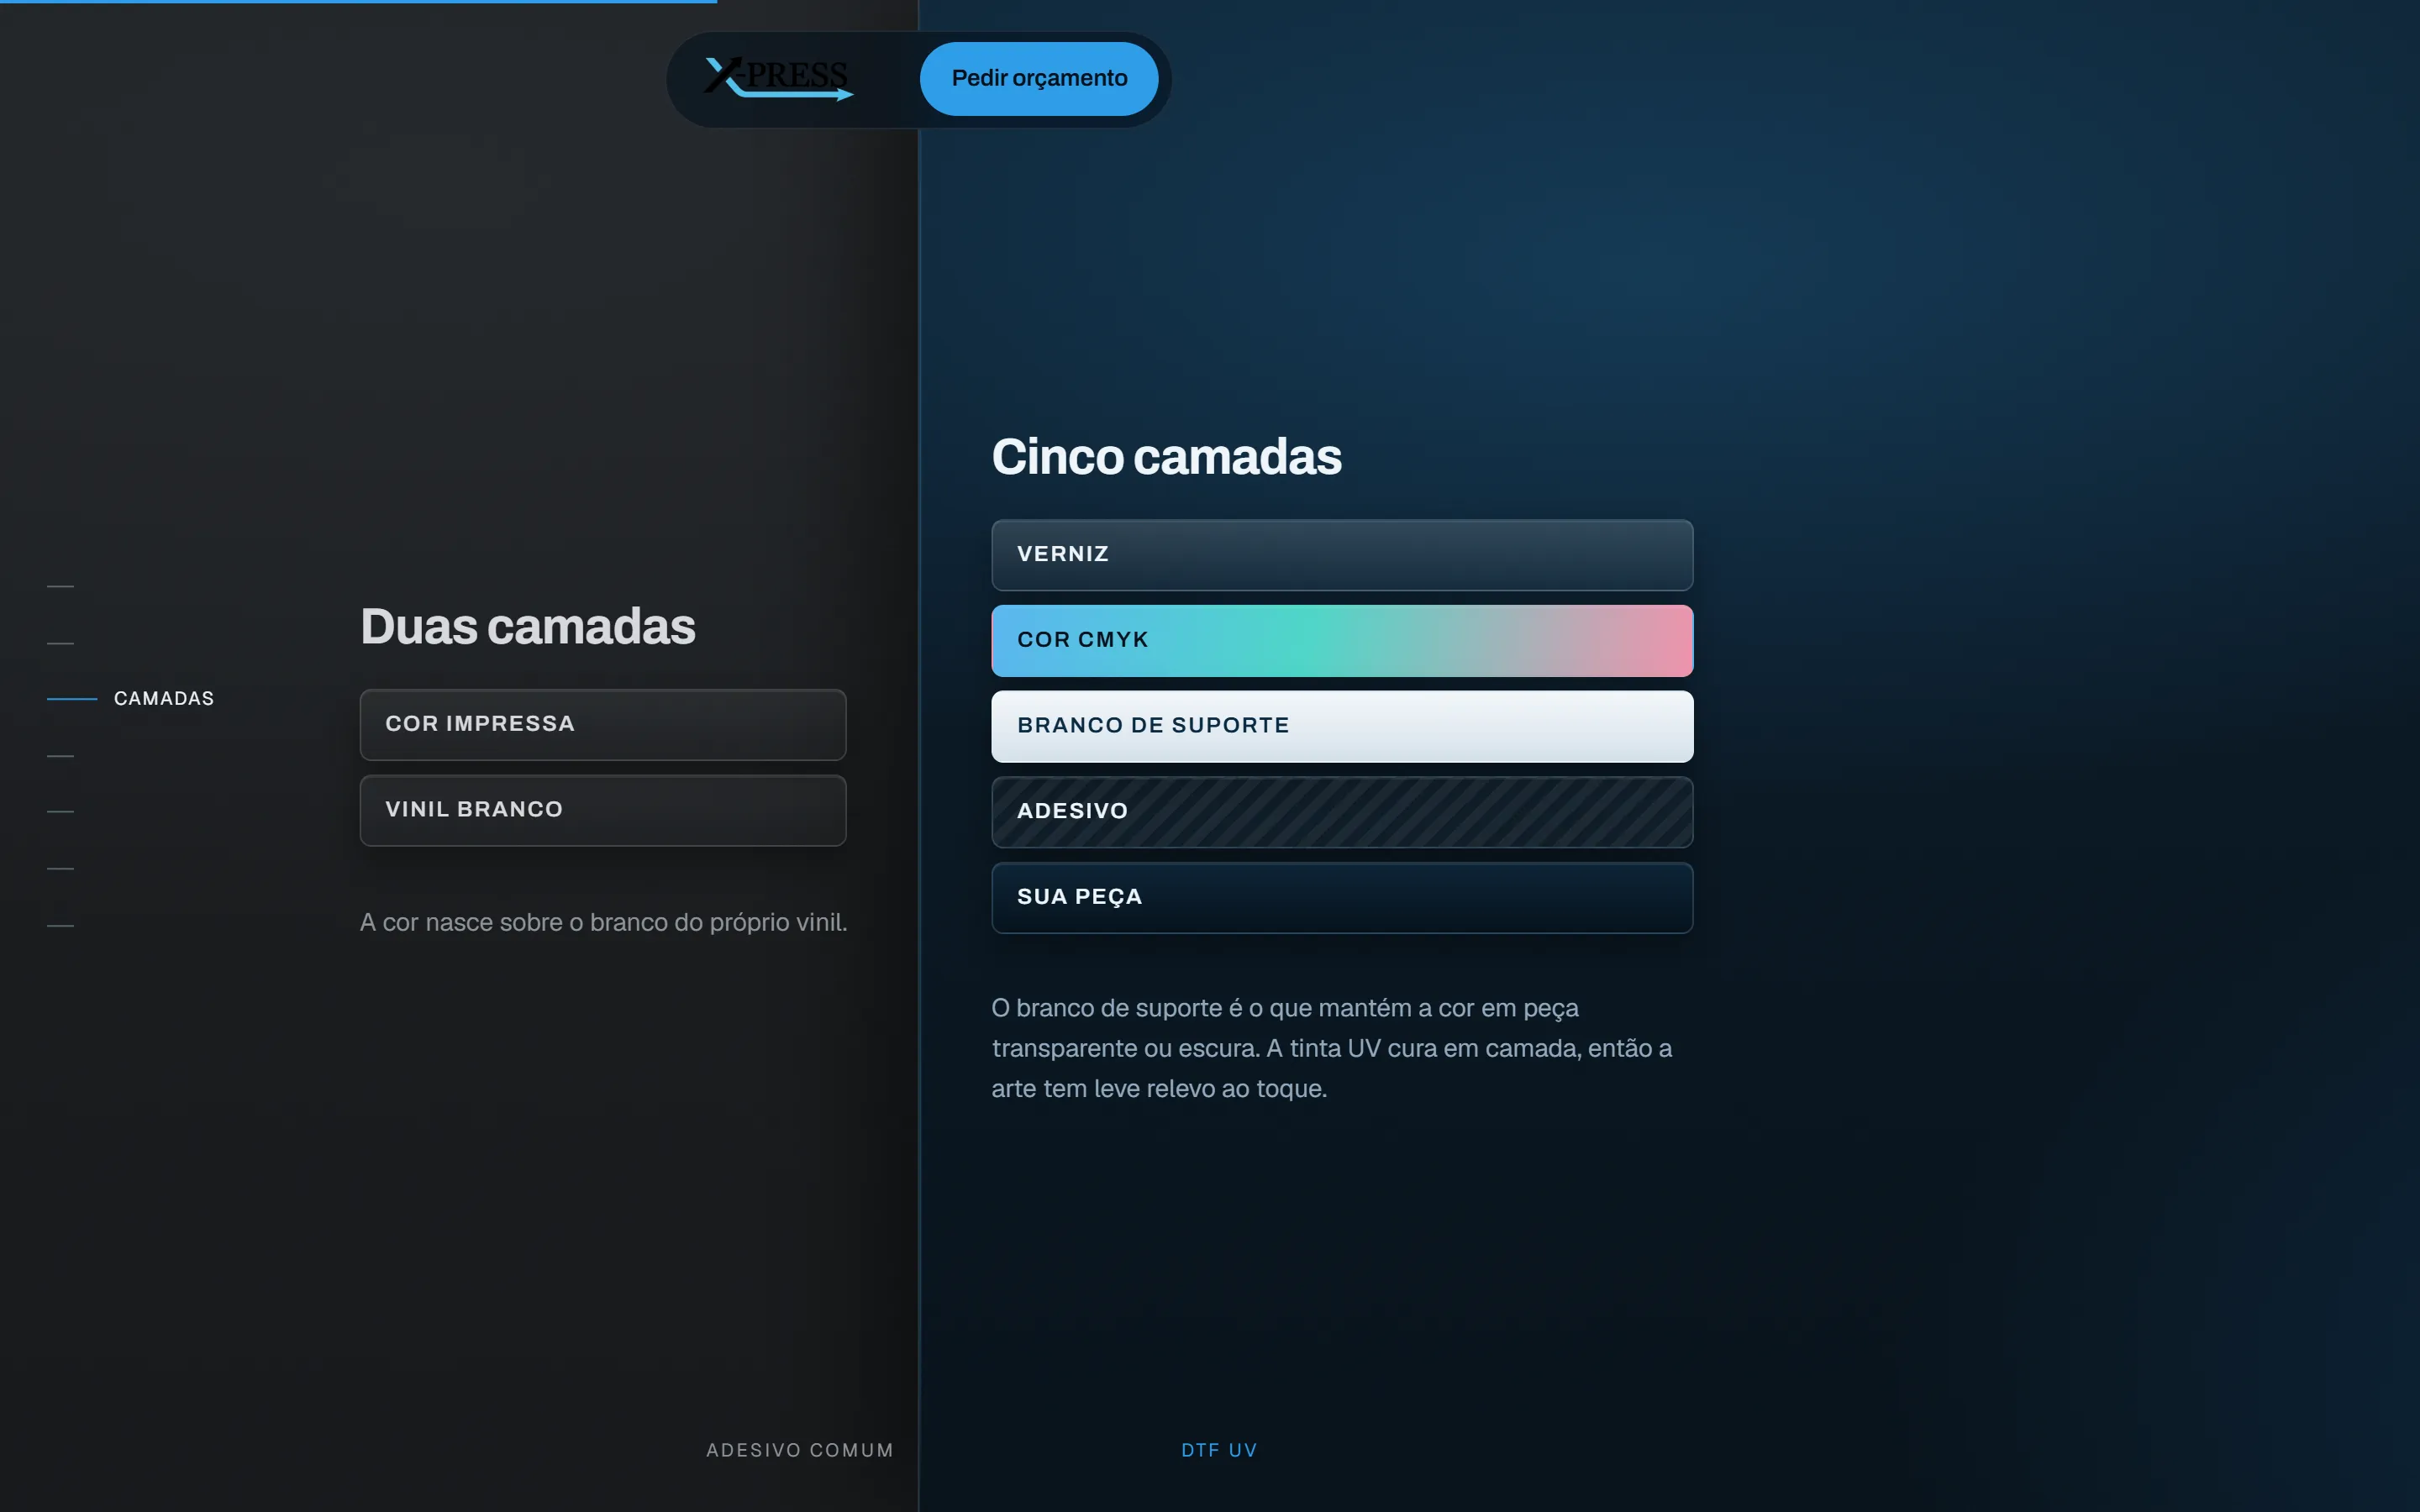 X-PRESS
Pedir orçamento
CAMADAS
Duas camadas
COR IMPRESSA
VINIL BRANCO
A cor nasce sobre o branco do próprio vinil.
Cinco camadas
VERNIZ
COR CMYK
BRANCO DE SUPORTE
ADESIVO
SUA PEÇA
O branco de suporte é o que mantém a cor em peça
transparente ou escura. A tinta UV cura em camada, então a
arte tem leve relevo ao toque.
ADESIVO COMUM
DTF UV